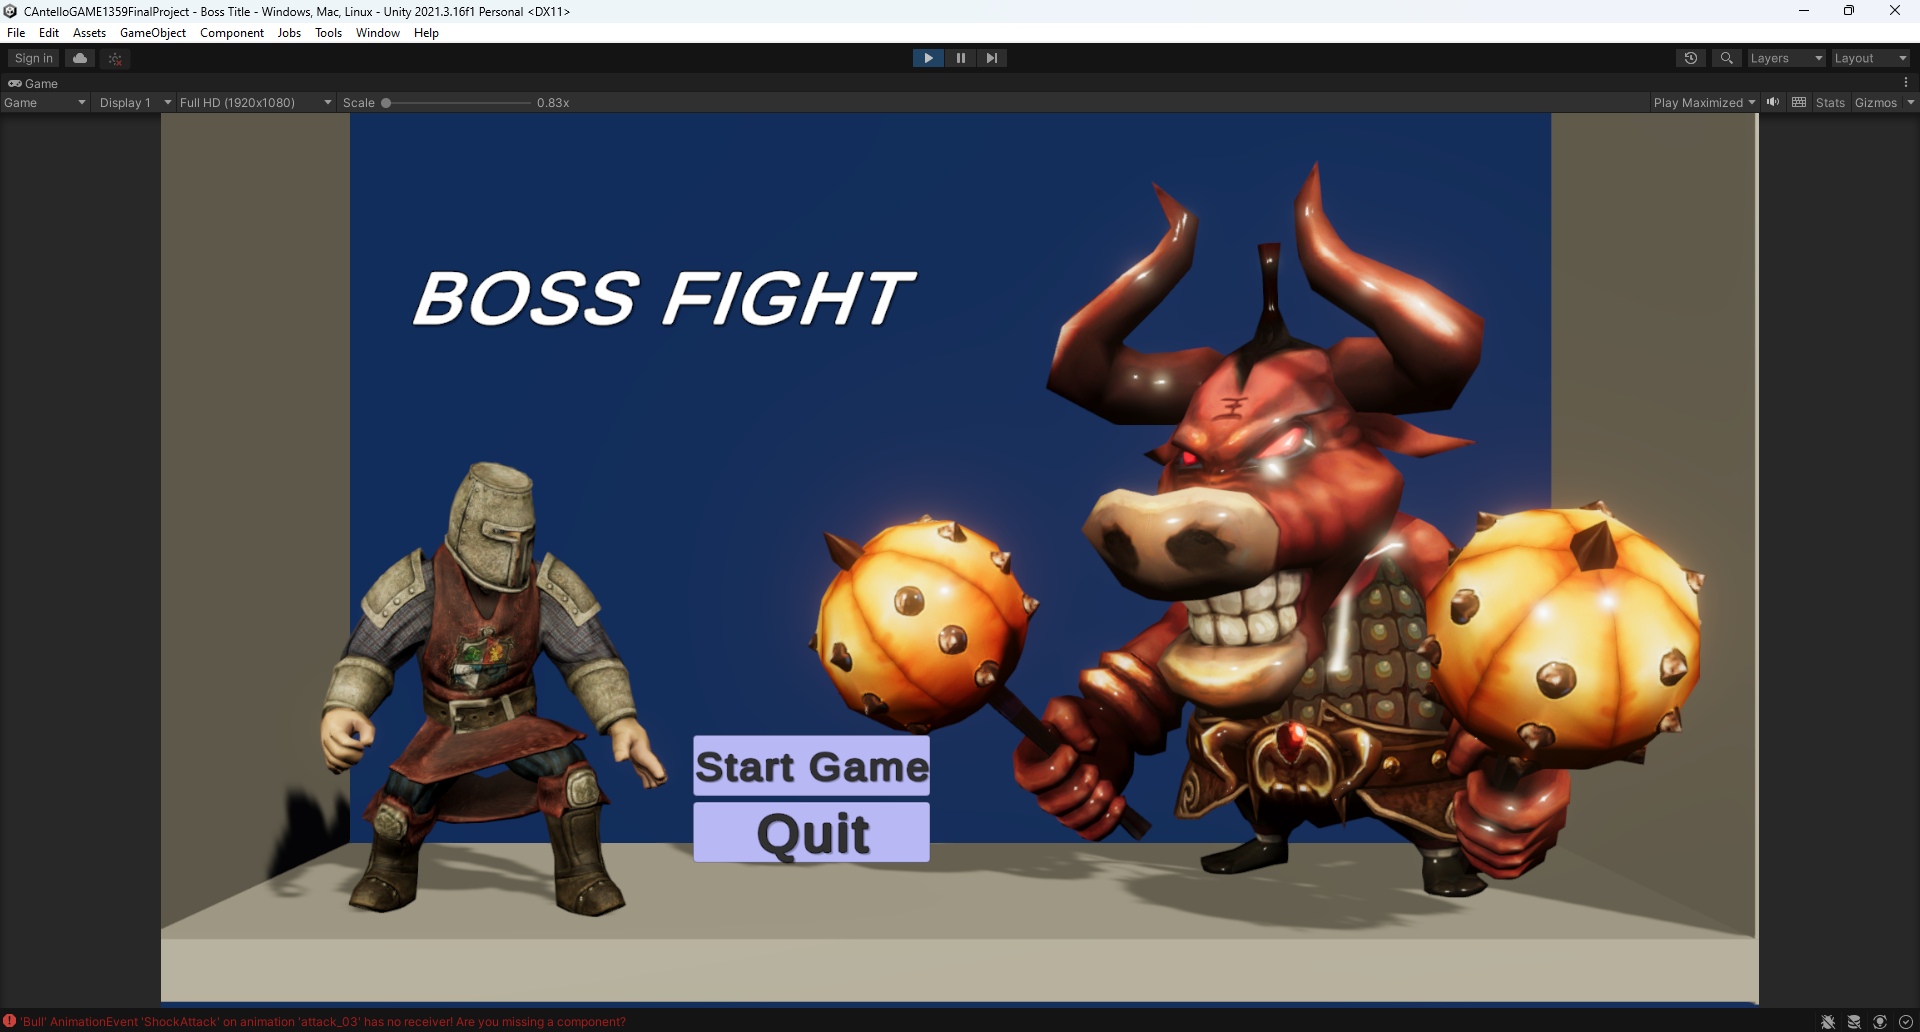 CAntelloGAME1359FinalProject - Boss Title - Windows, Mac, Linux - Unity 2021.3.16f1 Personal <DX11>
File Edit Assets GameObject Component Jobs Tools Window Help
Sign in Layers Layout
Game
Game Display 1 Full HD (1920x1080) Scale 0.83x Play Maximized Stats Gizmos
BOSS FIGHT
Start Game
Quit
'Bull' AnimationEvent 'ShockAttack' on animation 'attack_03' has no receiver! Are you missing a component?